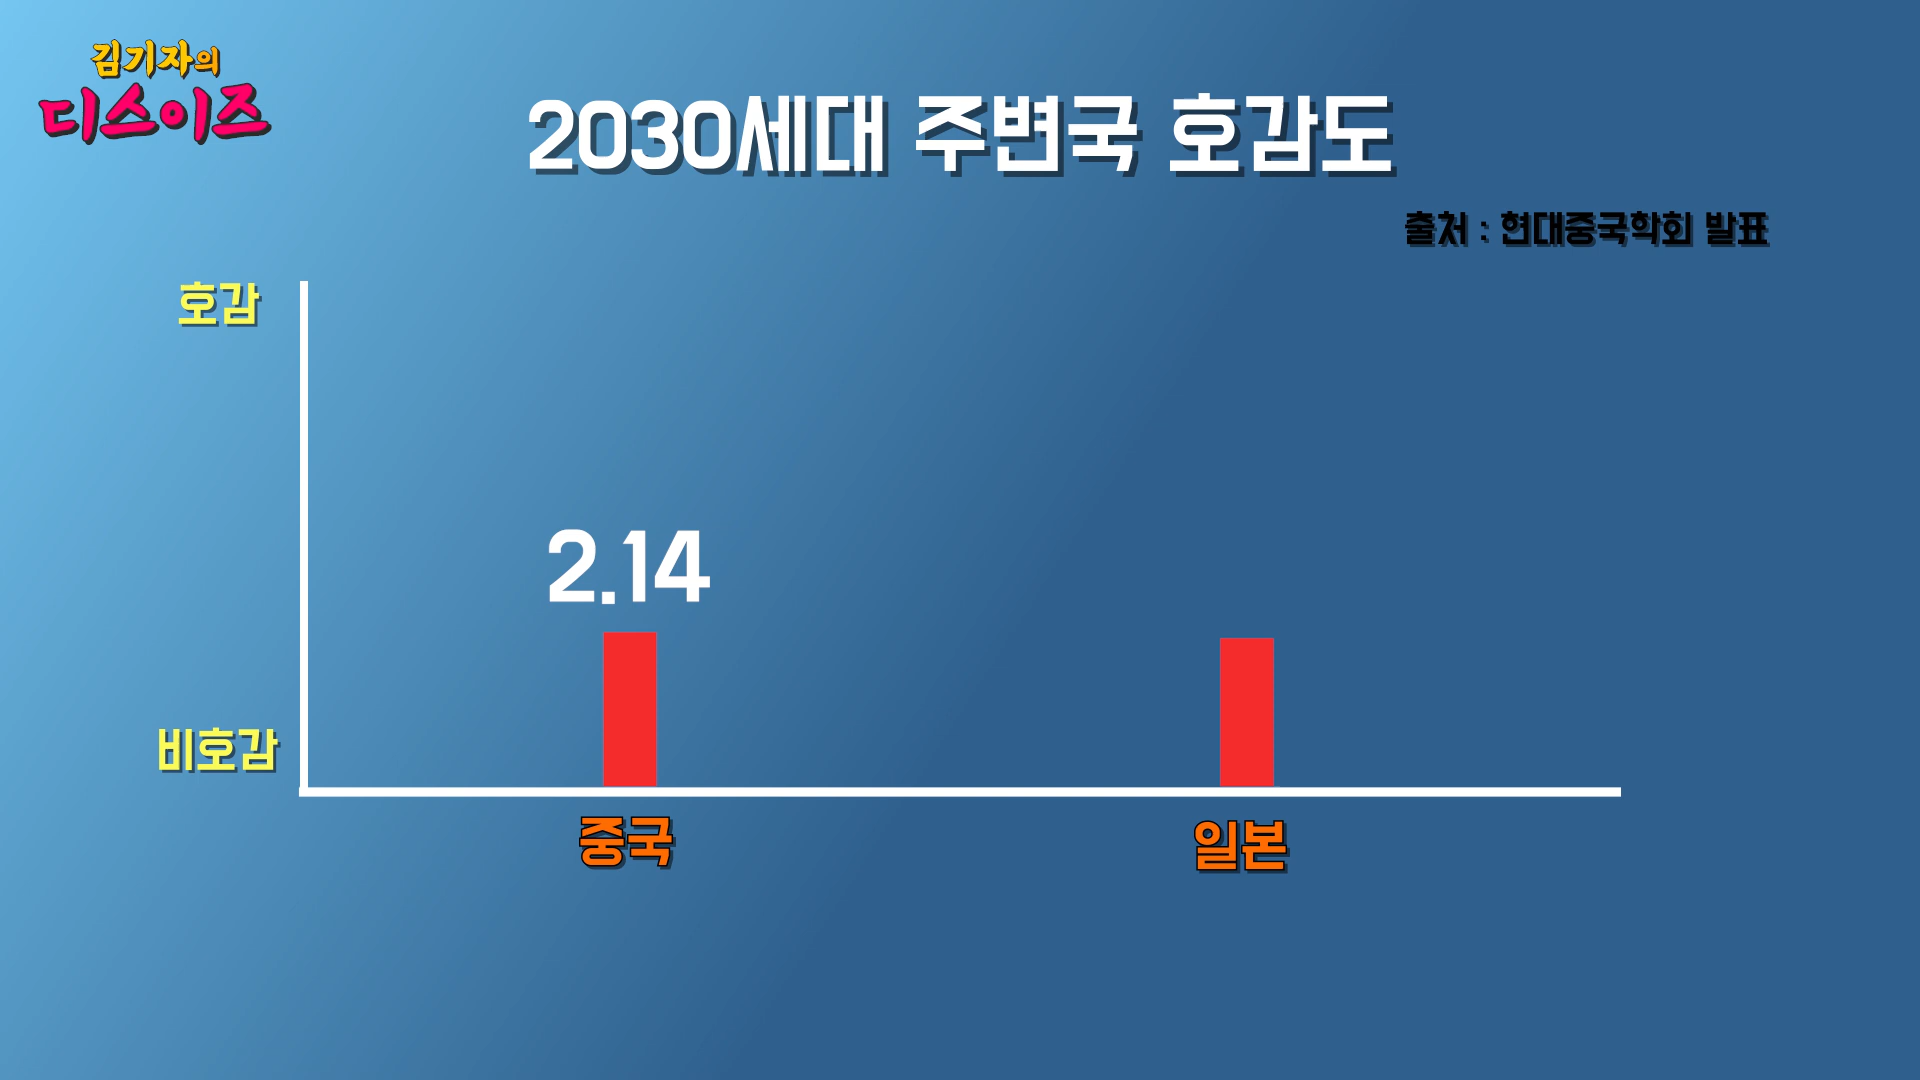 김기자의
디스이즈
2030세대 주변국 호감도
출처 : 현대중국학회 발표
호감
2.14
비호감
중국
일본